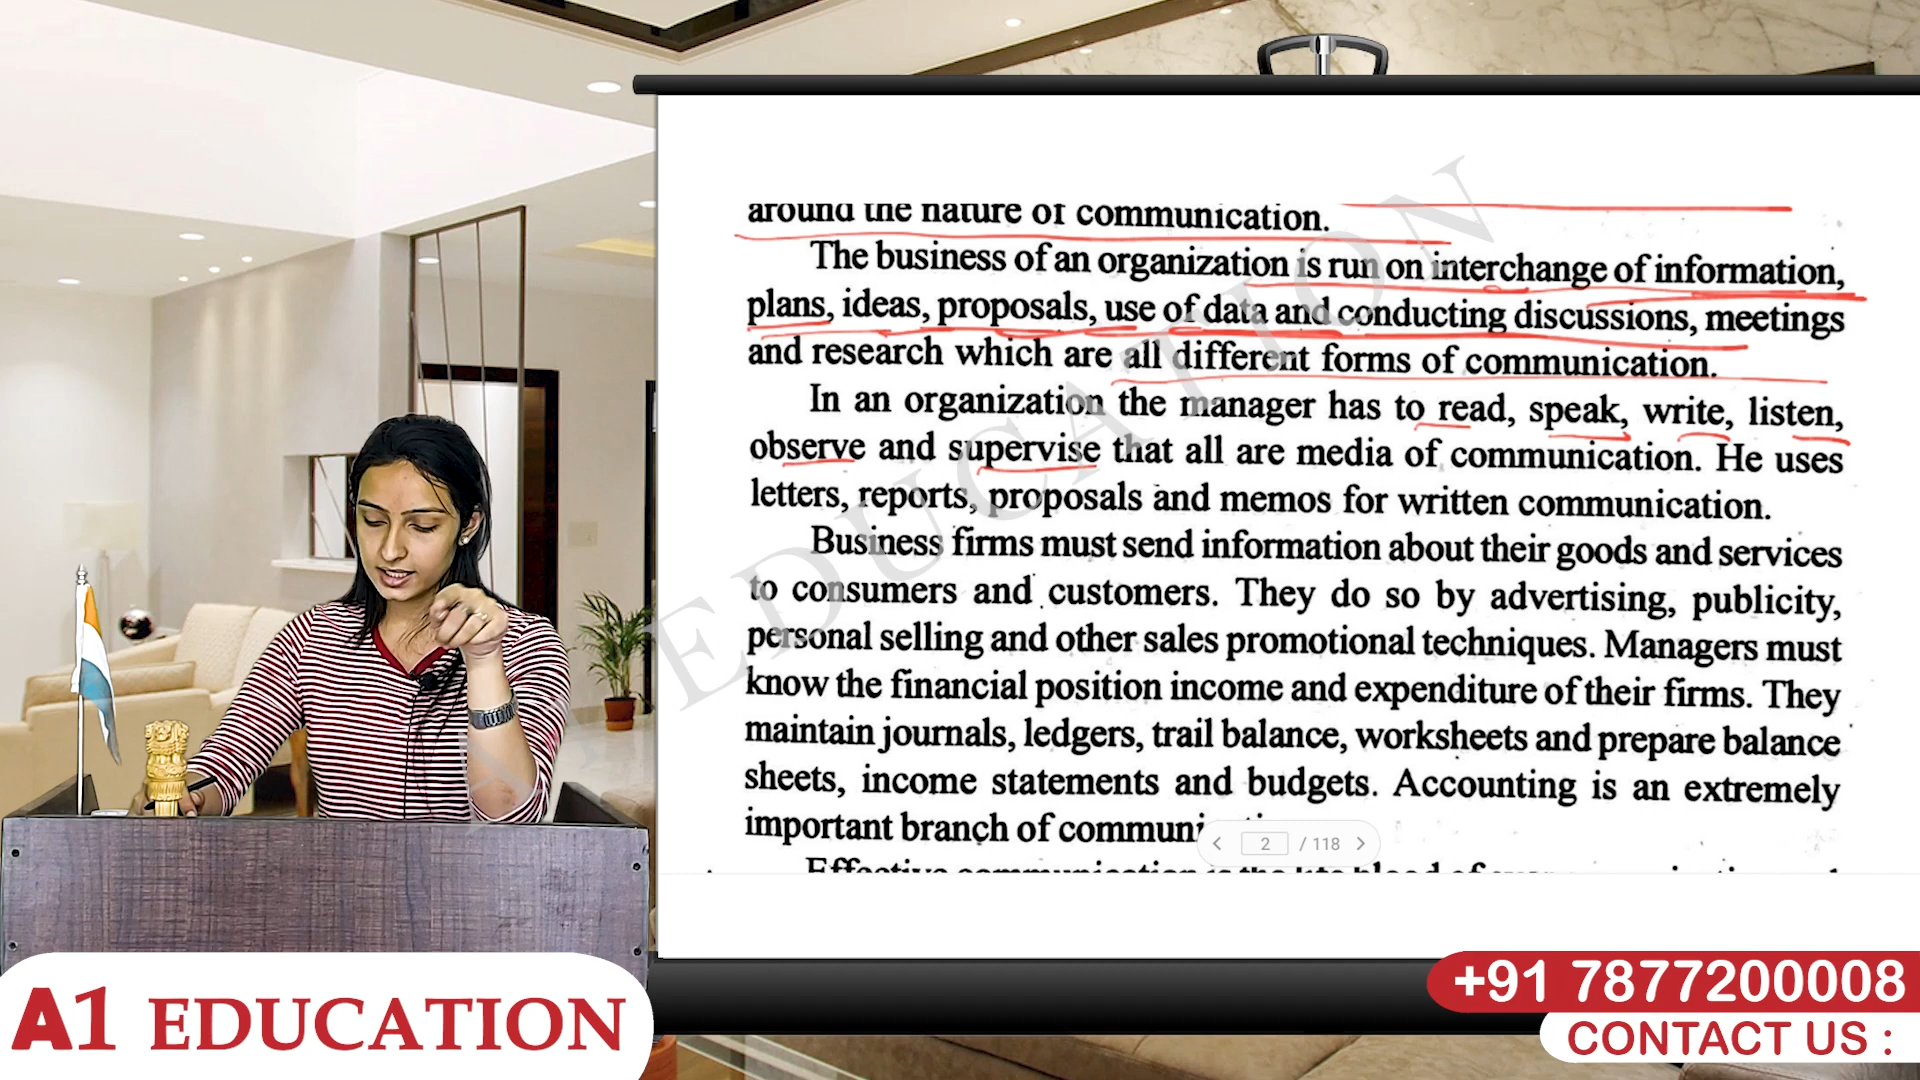 around the nature of communication.
The business of an organization is run on interchange of information,
plans, ideas, proposals, use of data and conducting discussions, meetings
and research which are all different forms of communication.
In an organization the manager has to read, speak, write, listen,
observe and supervise that all are media of communication. He uses
letters, reports, proposals and memos for written communication.
Business firms must send information about their goods and services
to consumers and customers. They do so by advertising, publicity,
personal selling and other sales promotional techniques. Managers must
know the financial position income and expenditure of their firms. They
maintain journals, ledgers, trail balance, worksheets and prepare balance
sheets, income statements and budgets. Accounting is an extremely
important branch of
2 / 118
Effective communication is the
A1 EDUCATION
A1 EDUCATION
+91 7877200008
CONTACT US :